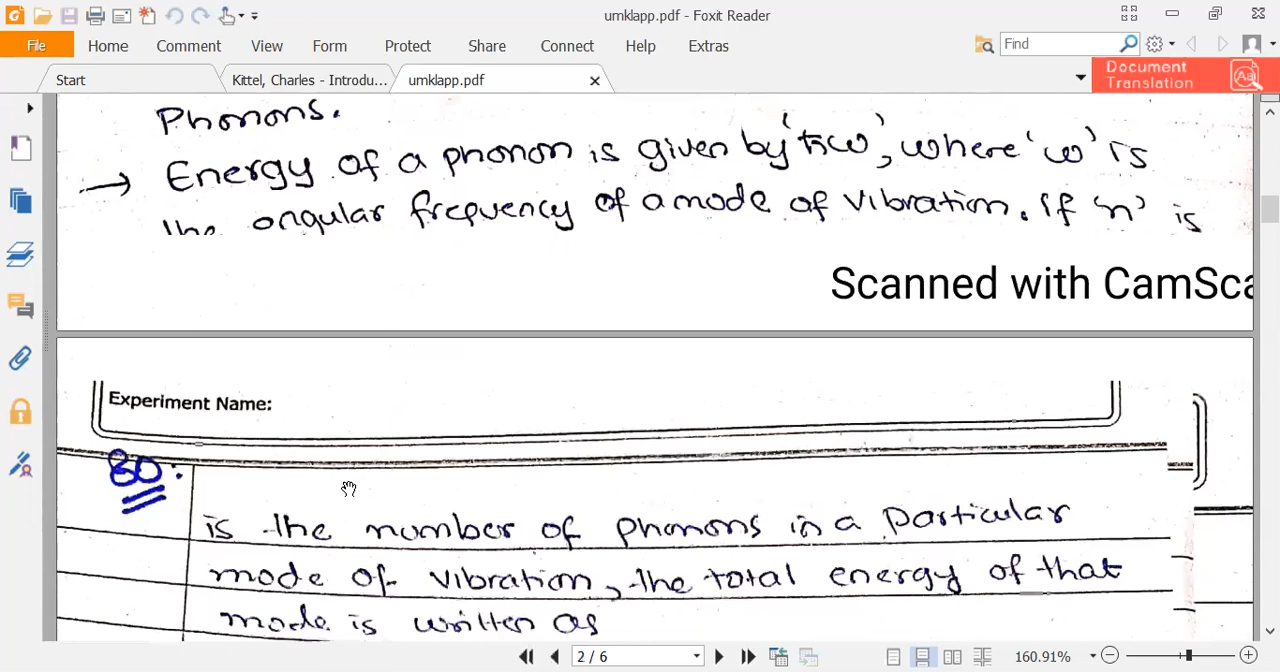 umklapp.pdf - Foxit Reader
File Home Comment View Form Protect Share Connect Help Extras Find
Start Kittel, Charles - Introdu... umklapp.pdf Document
Translation
Phonons.
→ Energy of a phonon is given by 'ħω', where 'ω' is
the angular frequency of a mode of vibration. If 'n' is
Scanned with CamSca
Experiment Name:
80:
is the number of phonons in a particular
mode of vibration, the total energy of that
mode is written as
2 / 6 160.91%